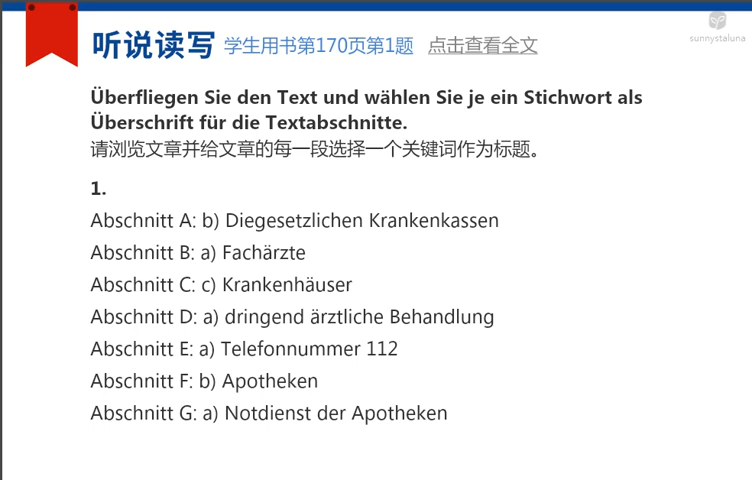 听说读写 学生用书第170页第1题 点击查看全文
sunnystaluna
Überfliegen Sie den Text und wählen Sie je ein Stichwort als
Überschrift für die Textabschnitte.
请浏览文章并给文章的每一段选择一个关键词作为标题。
1.
Abschnitt A: b) Diegesetzlichen Krankenkassen
Abschnitt B: a) Fachärzte
Abschnitt C: c) Krankenhäuser
Abschnitt D: a) dringend ärztliche Behandlung
Abschnitt E: a) Telefonnummer 112
Abschnitt F: b) Apotheken
Abschnitt G: a) Notdienst der Apotheken